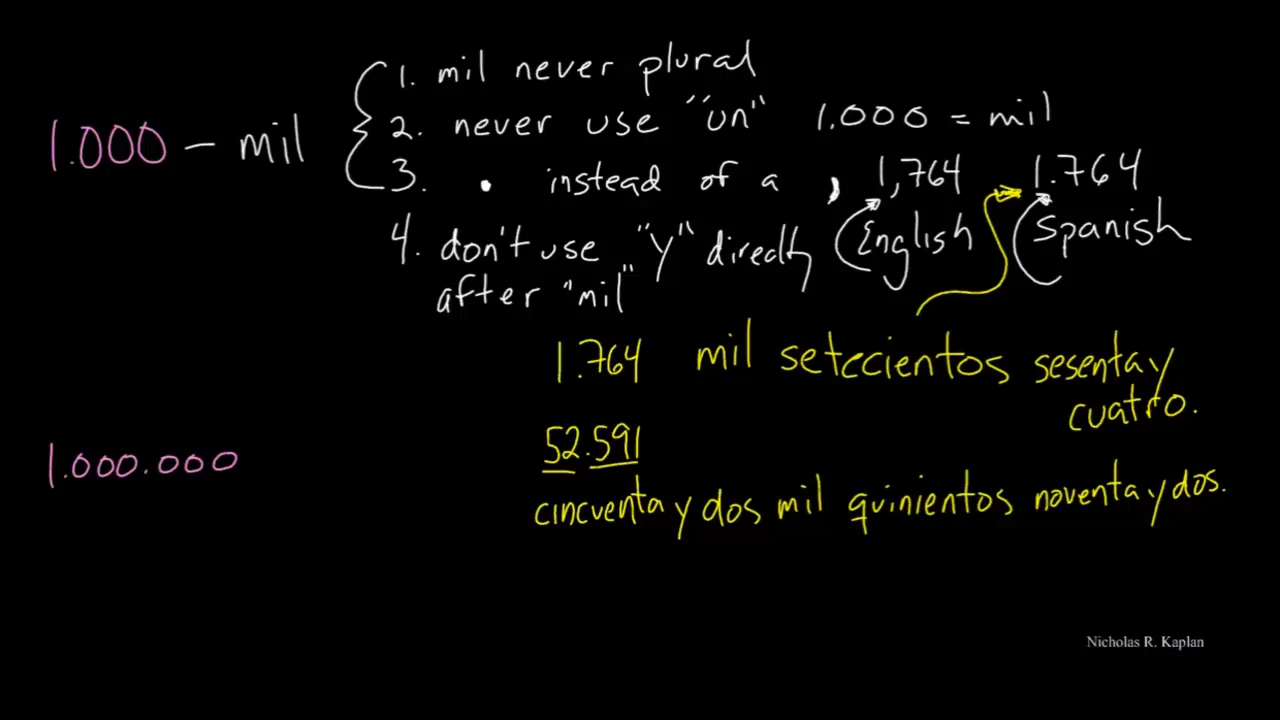 1.000 - mil
1. mil never plural
2. never use "un" 1.000 = mil
3. . instead of a , 1,764 1.764
English Spanish
4. don't use "y" directly
after "mil"
1.764 mil setecientos sesenta y
cuatro.
52.591
1.000.000
cincuenta y dos mil quinientos noventa y dos.
Nicholas R. Kaplan